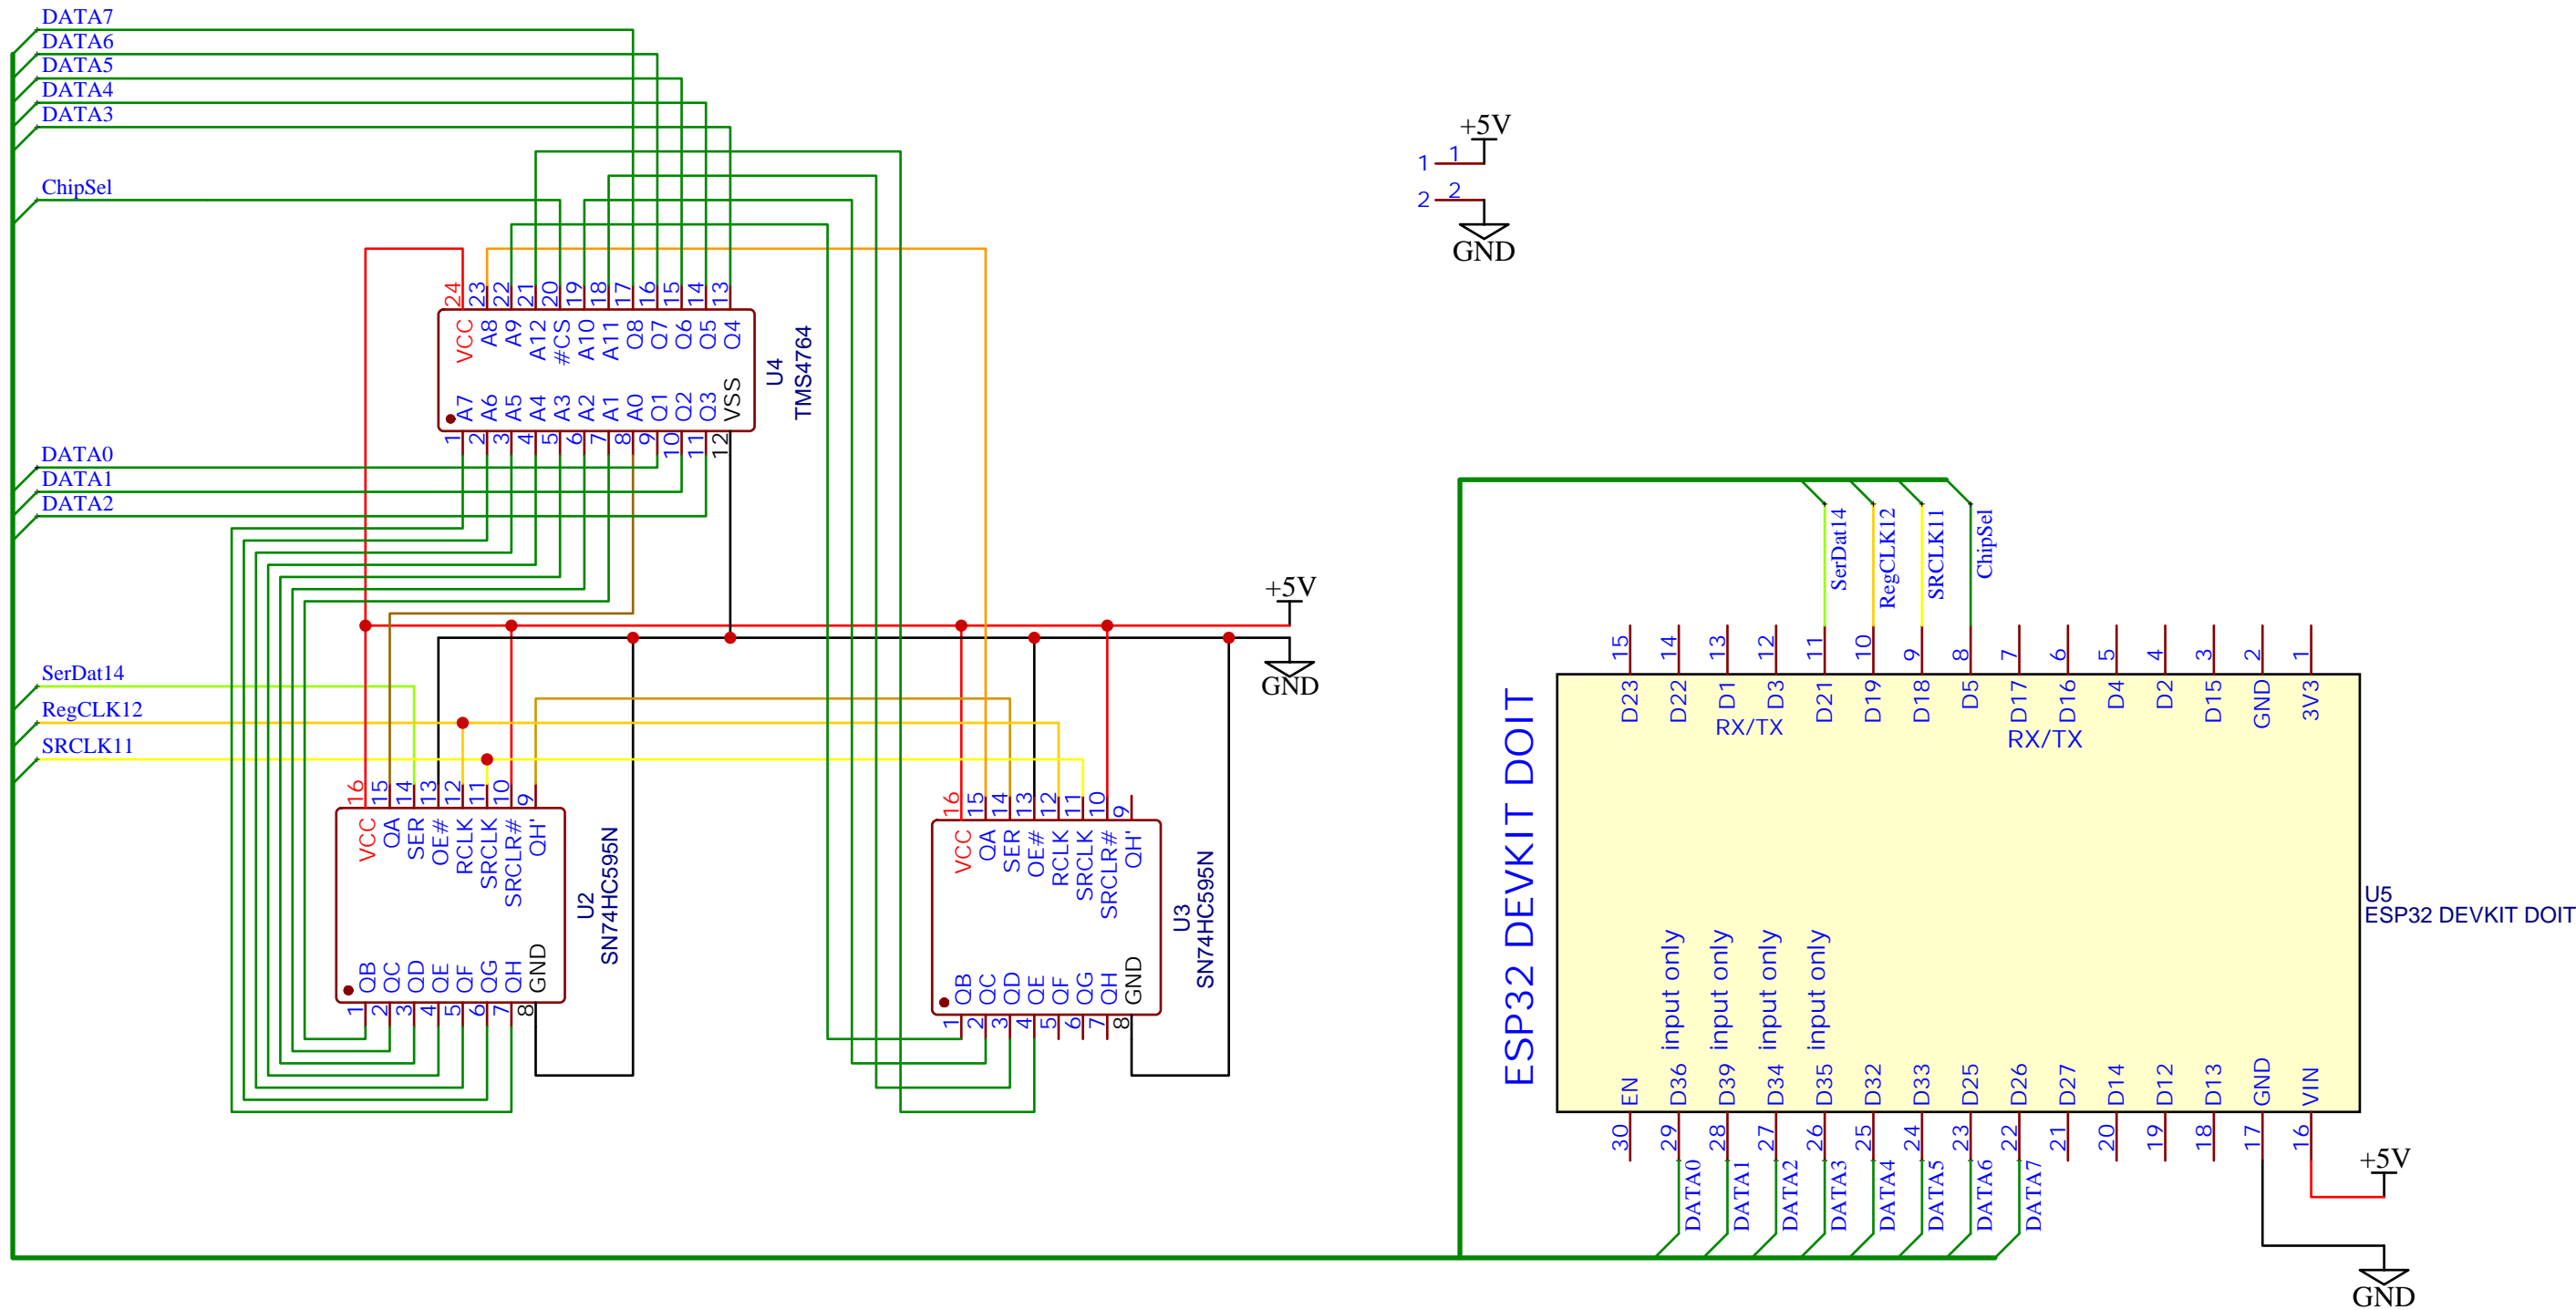 DATA7
DATA6
DATA5
DATA4
DATA3
ChipSel
+5V
1 1
2 2
GND
24 23 22 21 20 19 18 17 16 15 14 13
VCC A8 A9 A12 #CS A10 A11 Q8 Q7 Q6 Q5 Q4
U4
TMS4764
A7 A6 A5 A4 A3 A2 A1 A0 Q1 Q2 Q3 VSS
1 2 3 4 5 6 7 8 9 10 11 12
DATA0
DATA1
DATA2
+5V
GND
SerDat14
RegCLK12
SRCLK11
16 15 14 13 12 11 10 9
VCC QA SER OE# RCLK SRCLK SRCLR# QH'
U2
SN74HC595N
QB QC QD QE QF QG QH GND
1 2 3 4 5 6 7 8
16 15 14 13 12 11 10 9
VCC QA SER OE# RCLK SRCLK SRCLR# QH'
U3
SN74HC595N
QB QC QD QE QF QG QH GND
1 2 3 4 5 6 7 8
SerDat14
RegCLK12
SRCLK11
ChipSel
15 14 13 12 11 10 9 8 7 6 5 4 3 2 1
D23 D22 D1 D3 D21 D19 D18 D5 D17 D16 D4 D2 D15 GND 3V3
RX/TX
RX/TX
ESP32 DEVKIT DOIT
U5
ESP32 DEVKIT DOIT
input only
input only
input only
input only
EN D36 D39 D34 D35 D32 D33 D25 D26 D27 D14 D12 D13 GND VIN
30 29 28 27 26 25 24 23 22 21 20 19 18 17 16
DATA0
DATA1
DATA2
DATA3
DATA4
DATA5
DATA6
DATA7
+5V
GND